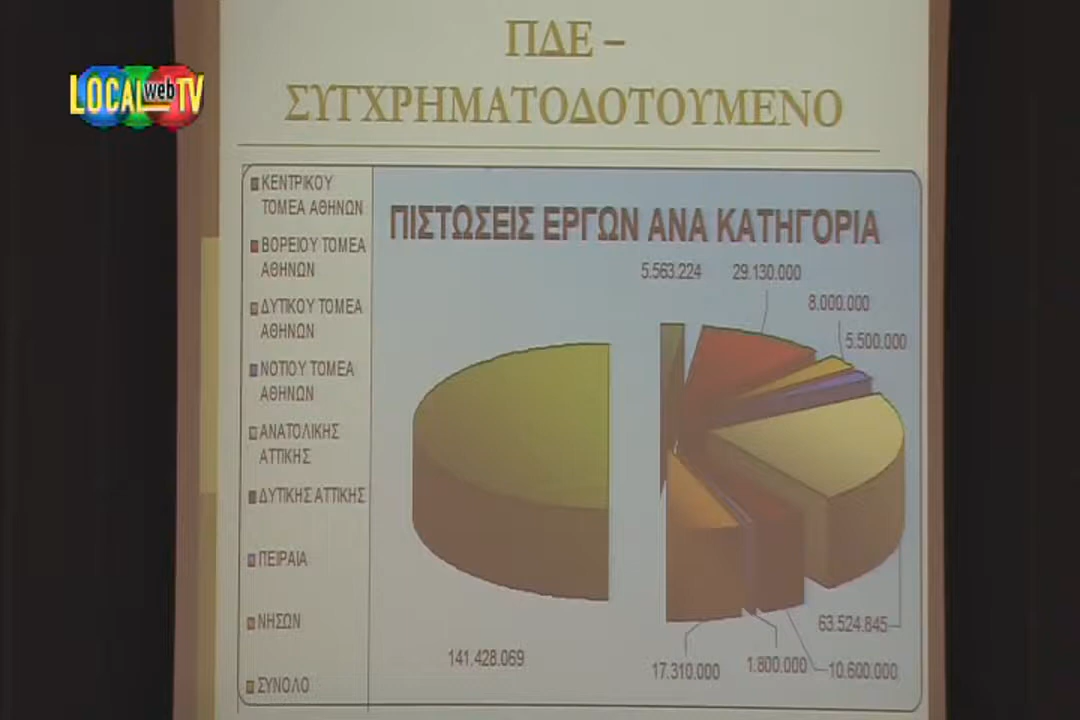 LOCAL web TV
ΠΔΕ –
ΣΥΓΧΡΗΜΑΤΟΔΟΤΟΥΜΕΝΟ
ΚΕΝΤΡΙΚΟΥ
ΤΟΜΕΑ ΑΘΗΝΩΝ
ΒΟΡΕΙΟΥ ΤΟΜΕΑ
ΑΘΗΝΩΝ
ΔΥΤΙΚΟΥ ΤΟΜΕΑ
ΑΘΗΝΩΝ
ΝΟΤΙΟΥ ΤΟΜΕΑ
ΑΘΗΝΩΝ
ΑΝΑΤΟΛΙΚΗΣ
ΑΤΤΙΚΗΣ
ΔΥΤΙΚΗΣ ΑΤΤΙΚΗΣ
ΠΕΙΡΑΙΑ
ΝΗΣΩΝ
ΣΥΝΟΛΟ
ΠΙΣΤΩΣΕΙΣ ΕΡΓΩΝ ΑΝΑ ΚΑΤΗΓΟΡΙΑ
5.563.224
29.130.000
8.000.000
5.500.000
63.524.845
10.600.000
1.800.000
17.310.000
141.428.069